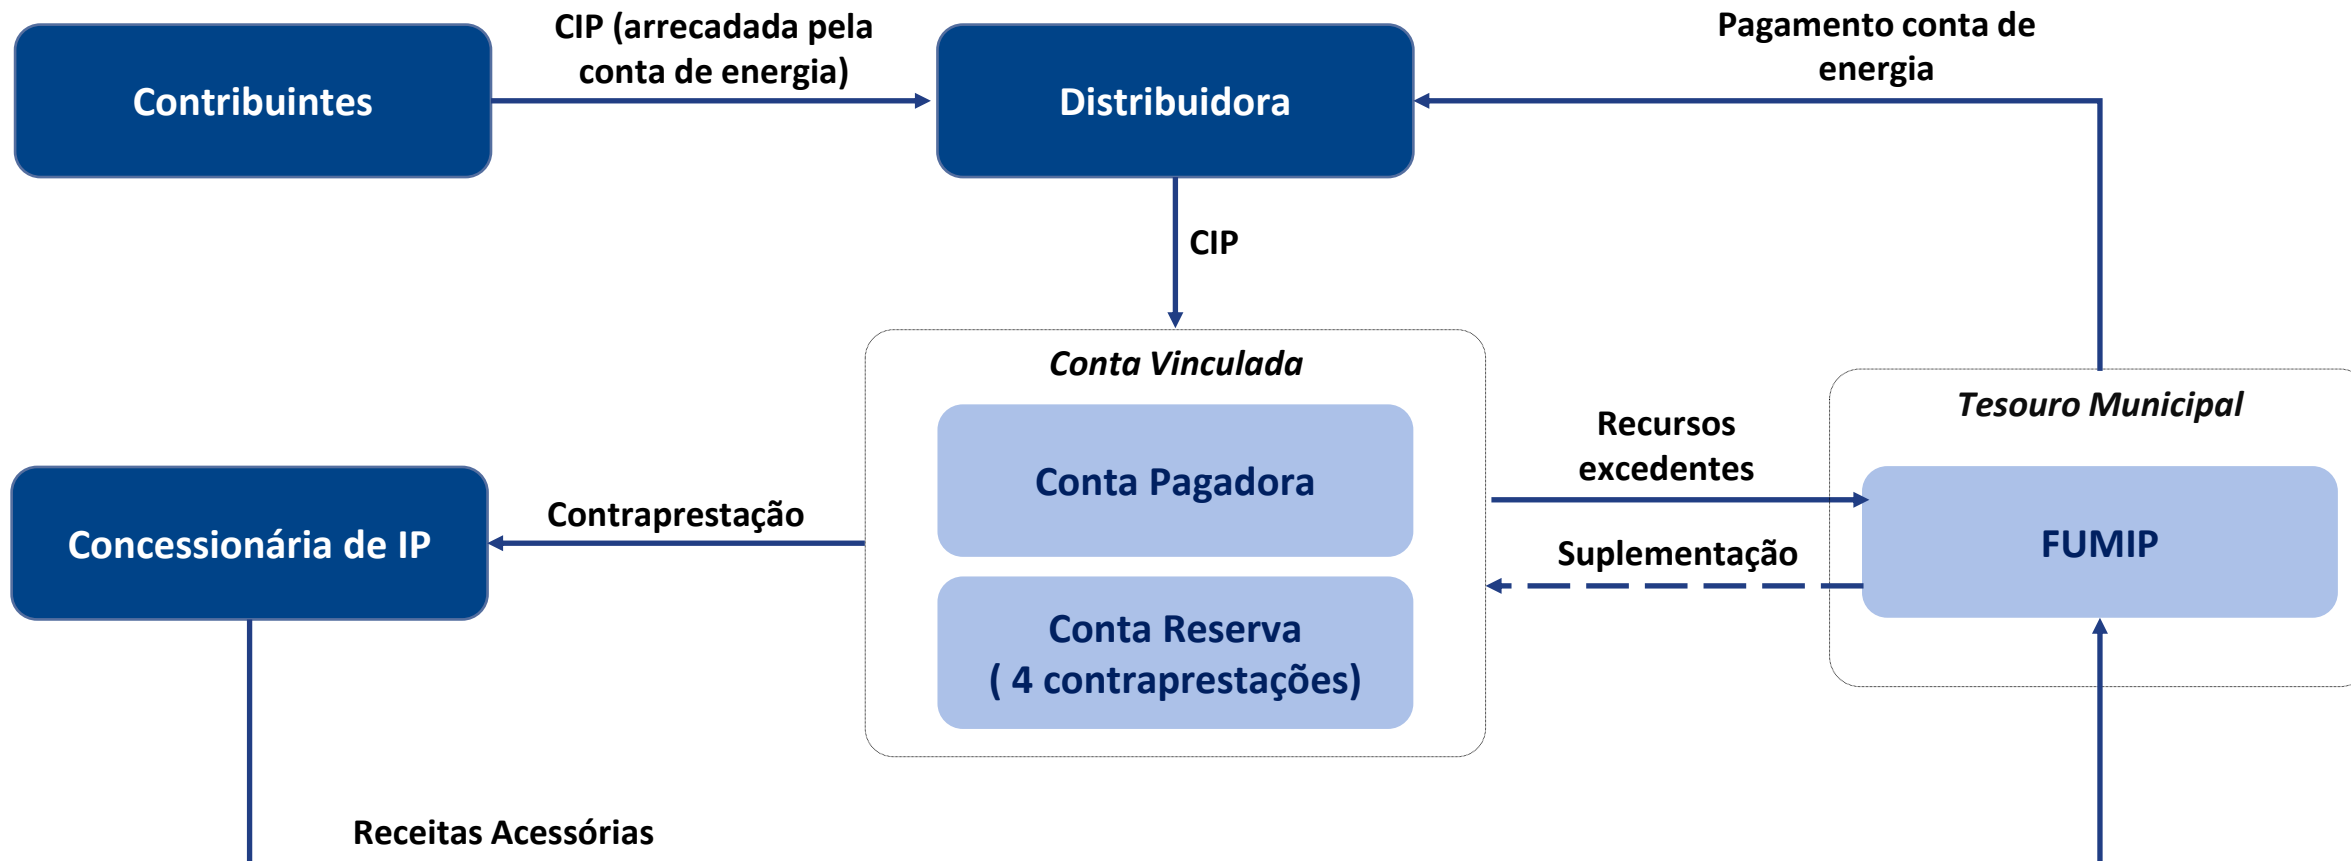 CIP (arrecadada pela
conta de energia)
Pagamento conta de
energia
Contribuintes
Distribuidora
CIP
Conta Vinculada
Tesouro Municipal
Recursos
excedentes
Conta Pagadora
Contraprestação
Concessionária de IP
Suplementação
FUMIP
Conta Reserva
( 4 contraprestações)
Receitas Acessórias